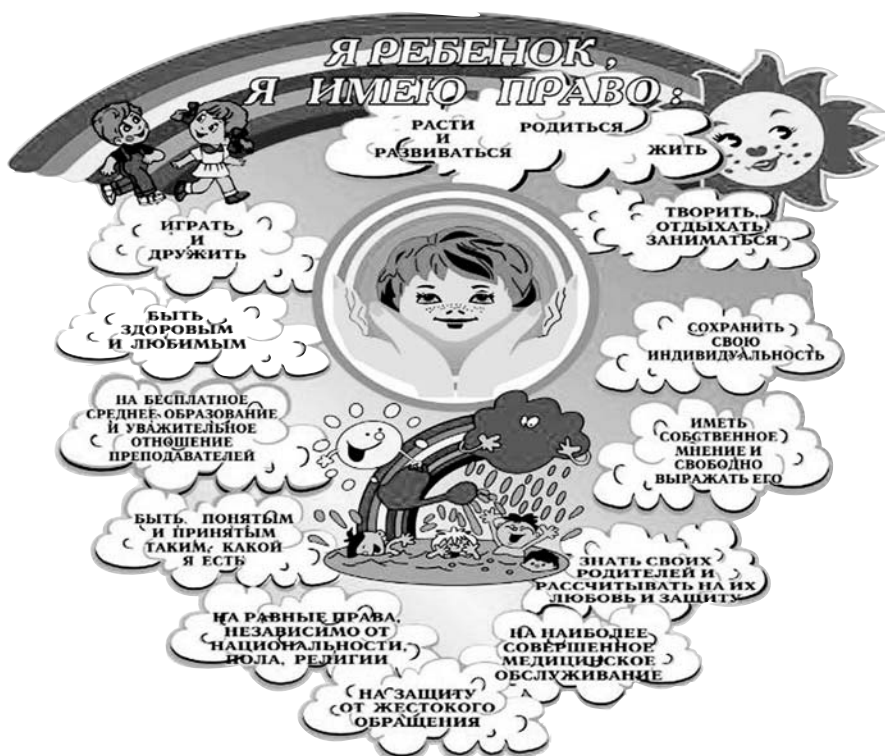 Я РЕБЕНОК,
Я ИМЕЮ ПРАВО:
РАСТИ
И
РАЗВИВАТЬСЯ
РОДИТЬСЯ
ЖИТЬ
ИГРАТЬ
И
ДРУЖИТЬ
ТВОРИТЬ,
ОТДЫХАТЬ,
ЗАНИМАТЬСЯ
БЫТЬ
ЗДОРОВЫМ
И ЛЮБИМЫМ
СОХРАНИТЬ
СВОЮ
ИНДИВИДУАЛЬНОСТЬ
НА БЕСПЛАТНОЕ
СРЕДНЕЕ ОБРАЗОВАНИЕ
И УВАЖИТЕЛЬНОЕ
ОТНОШЕНИЕ
ПРЕПОДАВАТЕЛЕЙ
ИМЕТЬ
СОБСТВЕННОЕ
МНЕНИЕ И
СВОБОДНО
ВЫРАЖАТЬ ЕГО
БЫТЬ ПОНЯТЫМ
И ПРИНЯТЫМ
ТАКИМ, КАКОЙ
Я ЕСТЬ
ЗНАТЬ СВОИХ
РОДИТЕЛЕЙ И
РАССЧИТЫВАТЬ НА ИХ
ЛЮБОВЬ И ЗАЩИТУ
НА РАВНЫЕ ПРАВА,
НЕЗАВИСИМО ОТ
НАЦИОНАЛЬНОСТИ,
ПОЛА, РЕЛИГИИ
НА НАИБОЛЕЕ
СОВЕРШЕННОЕ
МЕДИЦИНСКОЕ
ОБСЛУЖИВАНИЕ
НА ЗАЩИТУ
ОТ ЖЕСТОКОГО
ОБРАЩЕНИЯ